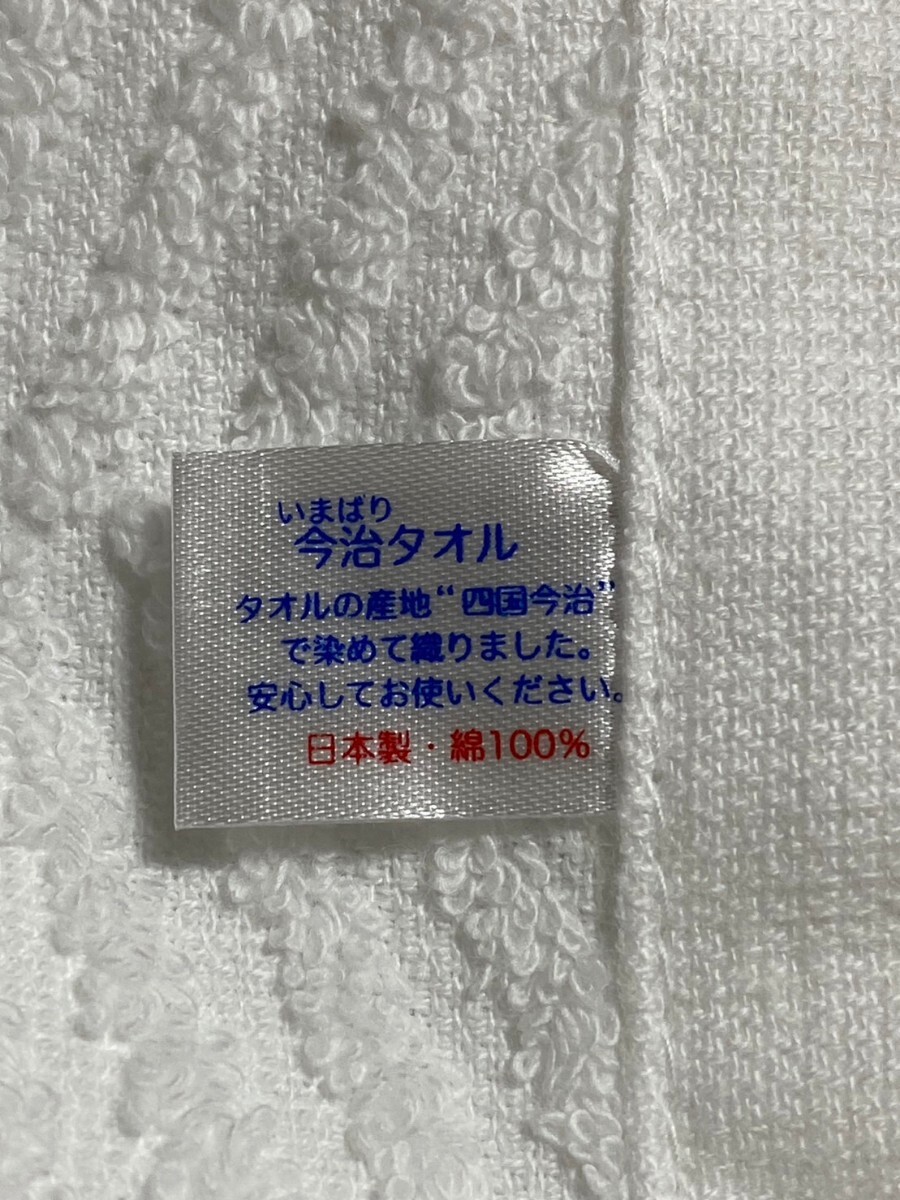 いまばり
今治タオル
タオルの産地“四国今治”
で染めて織りました。
安心してお使いください。
日本製・綿100%